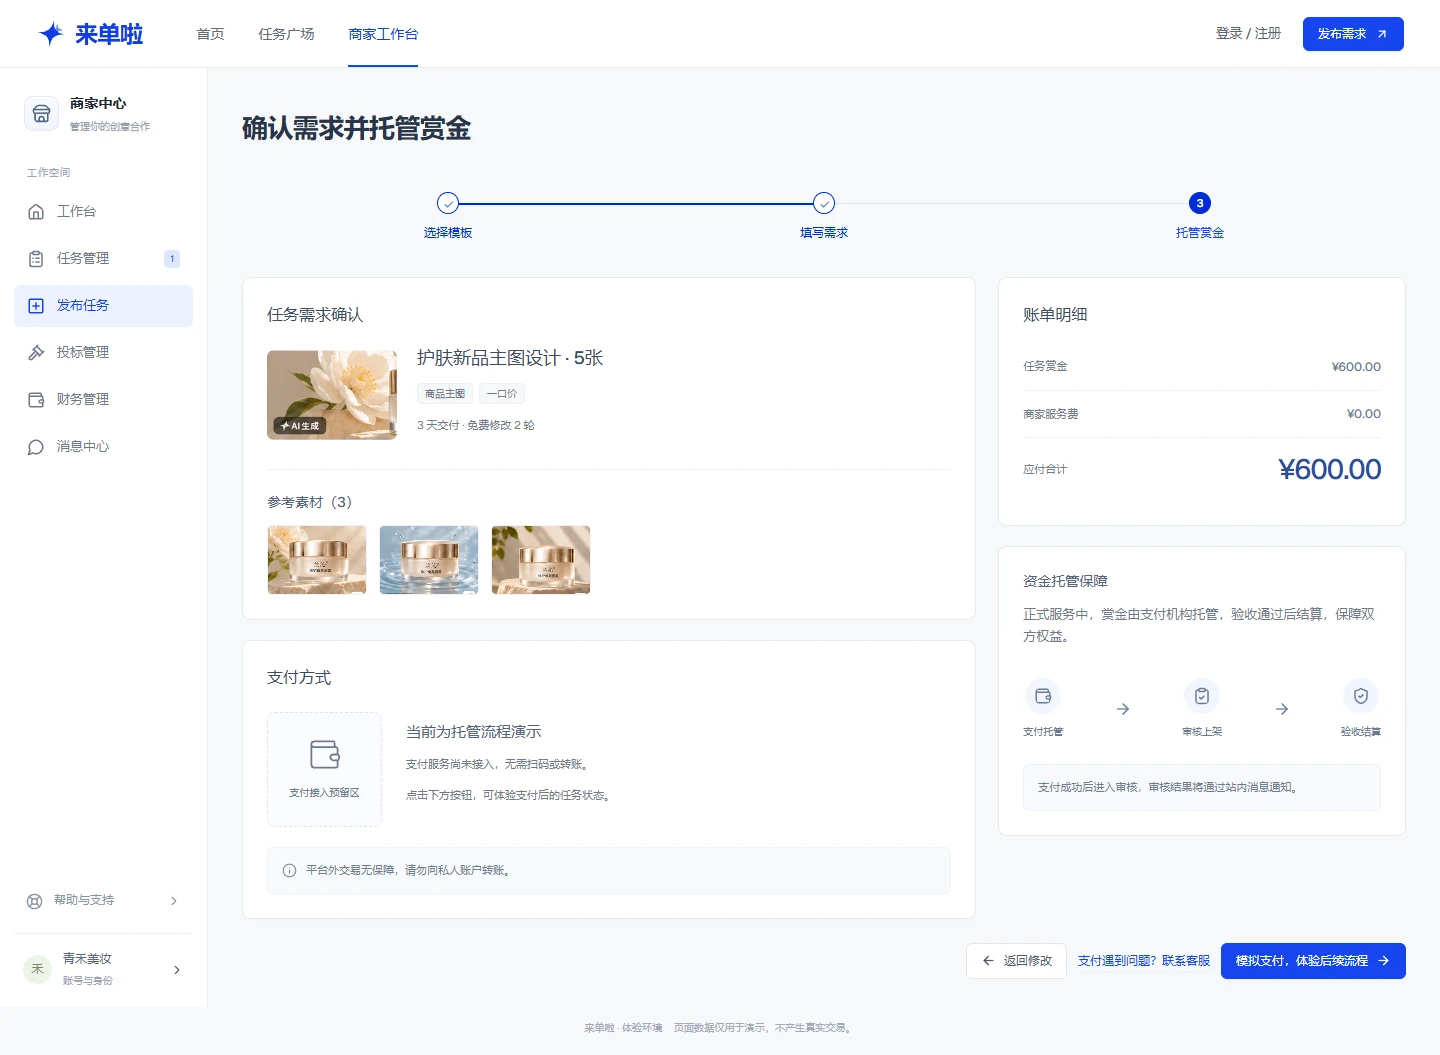 来单啦
首页
任务广场
商家工作台
登录 / 注册
发布需求
商家中心
管理你的创意合作
工作空间
工作台
任务管理
1
发布任务
投标管理
财务管理
消息中心
帮助与支持
禾
青禾美妆
账号与身份
确认需求并托管赏金
选择模板
填写需求
3
托管赏金
任务需求确认
AI 生成
护肤新品主图设计 · 5张
商品主图
一口价
3 天交付 · 免费修改 2 轮
参考素材（3）
支付方式
支付接入预留区
当前为托管流程演示
支付服务尚未接入，无需扫码或转账。
点击下方按钮，可体验支付后的任务状态。
平台外交易无保障，请勿向私人账户转账。
账单明细
任务赏金
¥600.00
商家服务费
¥0.00
应付合计
¥600.00
资金托管保障
正式服务中，赏金由支付机构托管，验收通过后结算，保障双
方权益。
支付托管
审核上架
验收结算
支付成功后进入审核，审核结果将通过站内消息通知。
返回修改
支付遇到问题？联系客服
模拟支付，体验后续流程
来单啦 · 体验环境 页面数据仅用于演示，不产生真实交易。